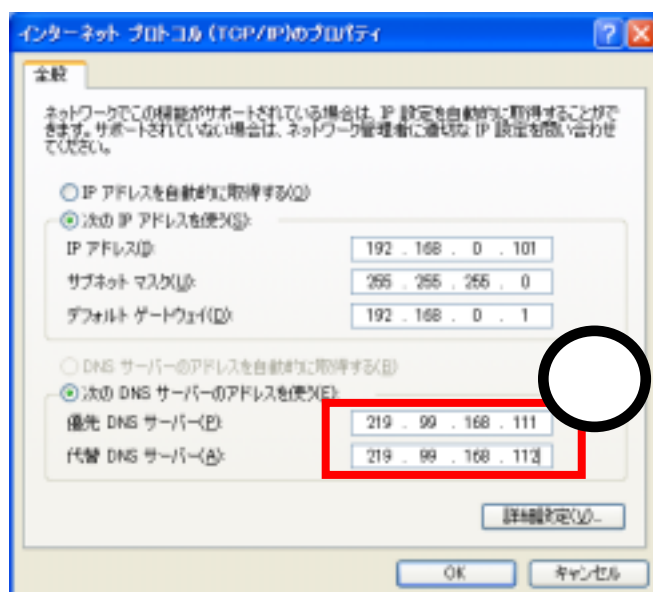 インターネット プロトコル (TCP/IP)のプロパティ
全般
ネットワークでこの機能がサポートされている場合は、IP 設定を自動的に取得することがで
きます。サポートされていない場合は、ネットワーク管理者に適切な IP 設定を問い合わせ
てください。
IP アドレスを自動的に取得する(O)
次の IP アドレスを使う(S):
IP アドレス(I): 192 . 168 . 0 . 101
サブネット マスク(U): 255 . 255 . 255 . 0
デフォルト ゲートウェイ(D): 192 . 168 . 0 . 1
DNS サーバーのアドレスを自動的に取得する(B)
次の DNS サーバーのアドレスを使う(E):
優先 DNS サーバー(P): 219 . 99 . 168 . 111
代替 DNS サーバー(A): 219 . 99 . 168 . 112
詳細設定(V)...
OK
キャンセル